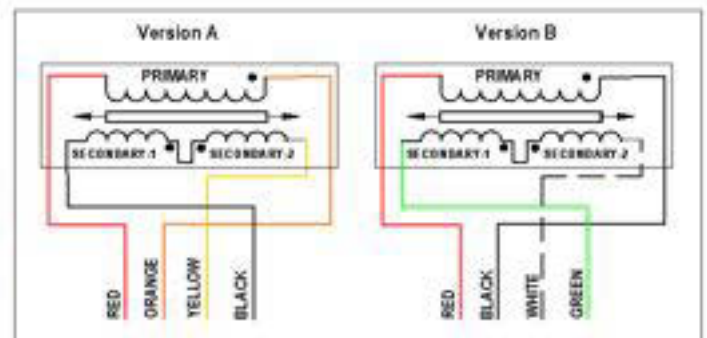 Version A
Version B
PRIMARY
PRIMARY
SECONDARY-1
SECONDARY-2
SECONDARY-1
SECONDARY-2
RED
ORANGE
YELLOW
BLACK
RED
BLACK
WHITE
GREEN